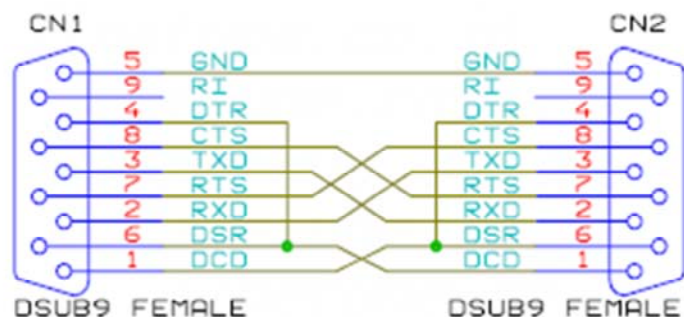 CN1 CN2
5 GND GND 5
9 RI RI 9
4 DTR DTR 4
8 CTS CTS 8
3 TXD TXD 3
7 RTS RTS 7
2 RXD RXD 2
6 DSR DSR 6
1 DCD DCD 1
DSUB9 FEMALE DSUB9 FEMALE